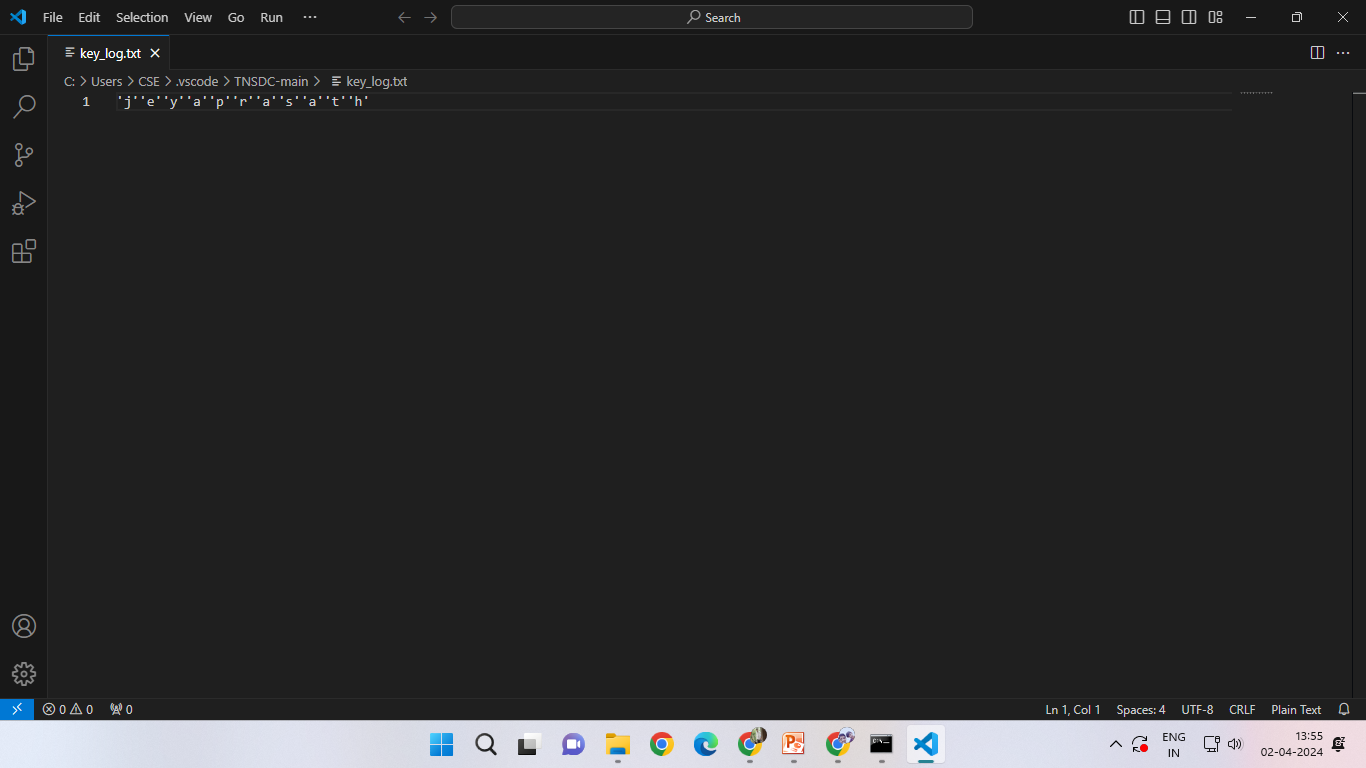 File Edit Selection View Go Run ···
Search
key_log.txt
C: > Users > CSE > .vscode > TNSDC-main > key_log.txt
1 'j''e''y''a''p''r''a''s''a''t''h'
0 0 0
Ln 1, Col 1 Spaces: 4 UTF-8 CRLF Plain Text
ENG
IN
13:55
02-04-2024